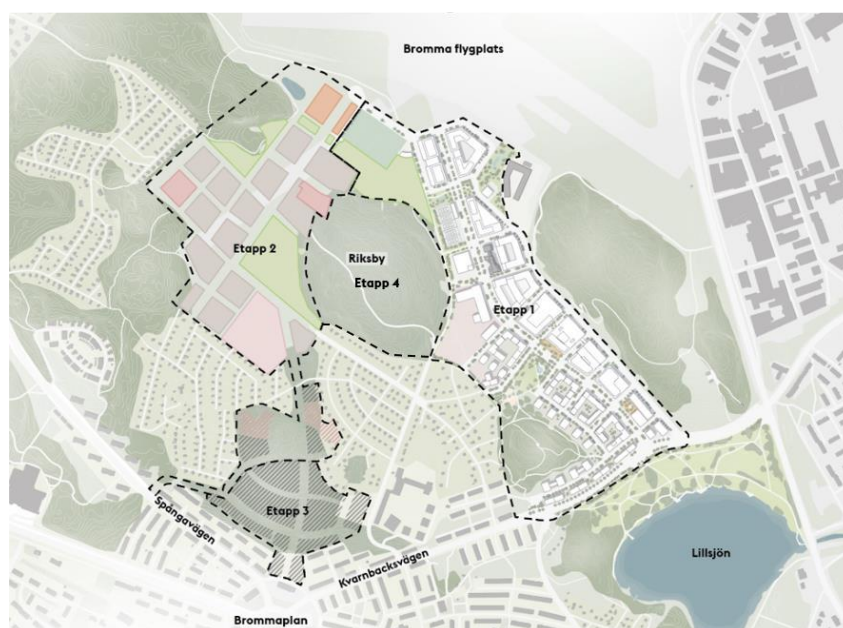 Bromma flygplats
Etapp 2
Riksby
Etapp 4
Etapp 1
Etapp 3
Spångavägen
Kvarnbacksvägen
Lillsjön
Brommaplan